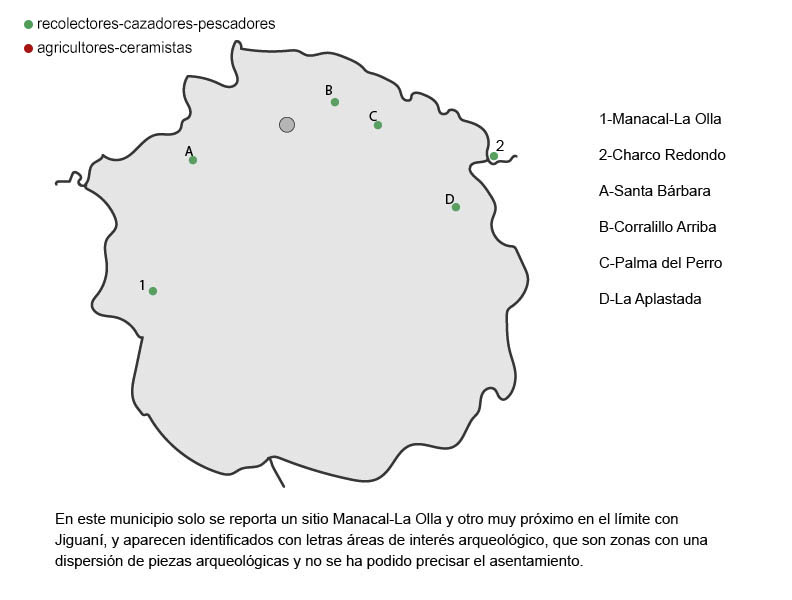 recolectores-cazadores-pescadores
agricultores-ceramistas
B
C
2
A
D
1
1-Manacal-La Olla
2-Charco Redondo
A-Santa Bárbara
B-Corralillo Arriba
C-Palma del Perro
D-La Aplastada
En este municipio solo se reporta un sitio Manacal-La Olla y otro muy próximo en el límite con
Jiguaní, y aparecen identificados con letras áreas de interés arqueológico, que son zonas con una
dispersión de piezas arqueológicas y no se ha podido precisar el asentamiento.